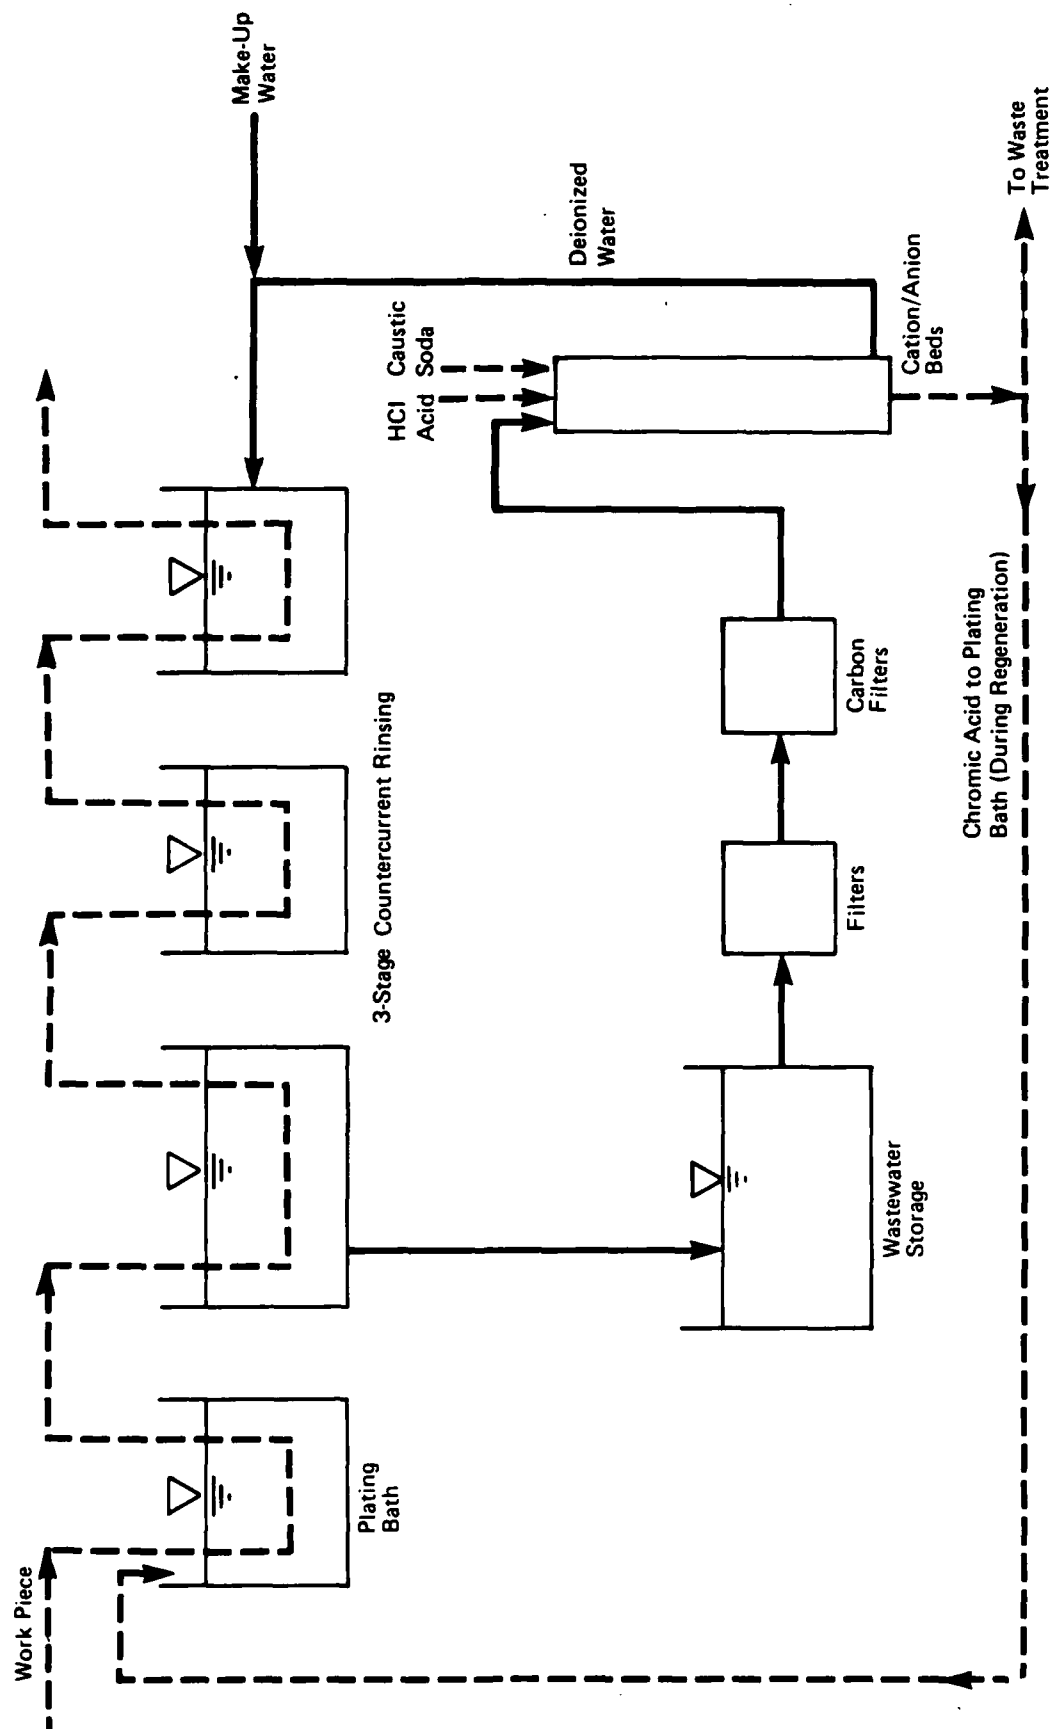 Work Piece
Make-Up
Water
Plating
Bath
3-Stage Countercurrent Rinsing
HCl
Acid
Caustic
Soda
Deionized
Water
Wastewater
Storage
Filters
Carbon
Filters
Cation/Anion
Beds
Chromic Acid to Plating
Bath (During Regeneration)
To Waste
Treatment